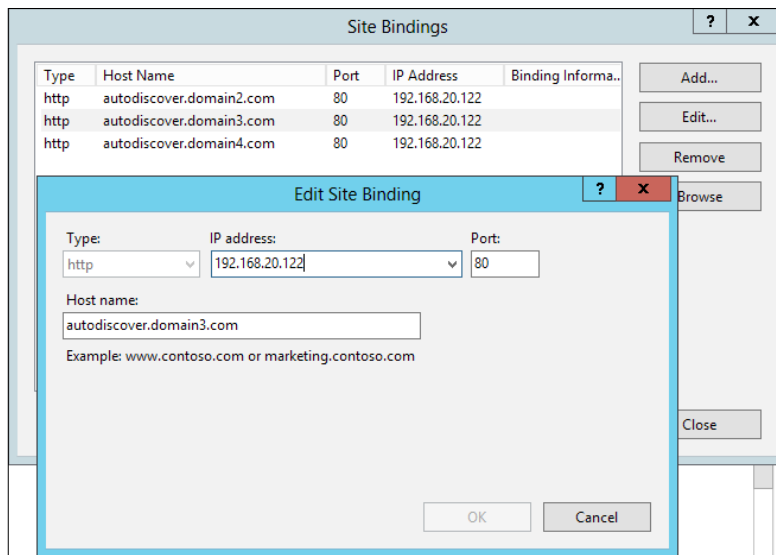 Site Bindings
? x
Type Host Name Port IP Address Binding Informa..
http autodiscover.domain2.com 80 192.168.20.122
http autodiscover.domain3.com 80 192.168.20.122
http autodiscover.domain4.com 80 192.168.20.122
Add...
Edit...
Remove
Browse
Close
Edit Site Binding
? x
Type: IP address: Port:
http 192.168.20.122 80
Host name:
autodiscover.domain3.com
Example: www.contoso.com or marketing.contoso.com
OK Cancel